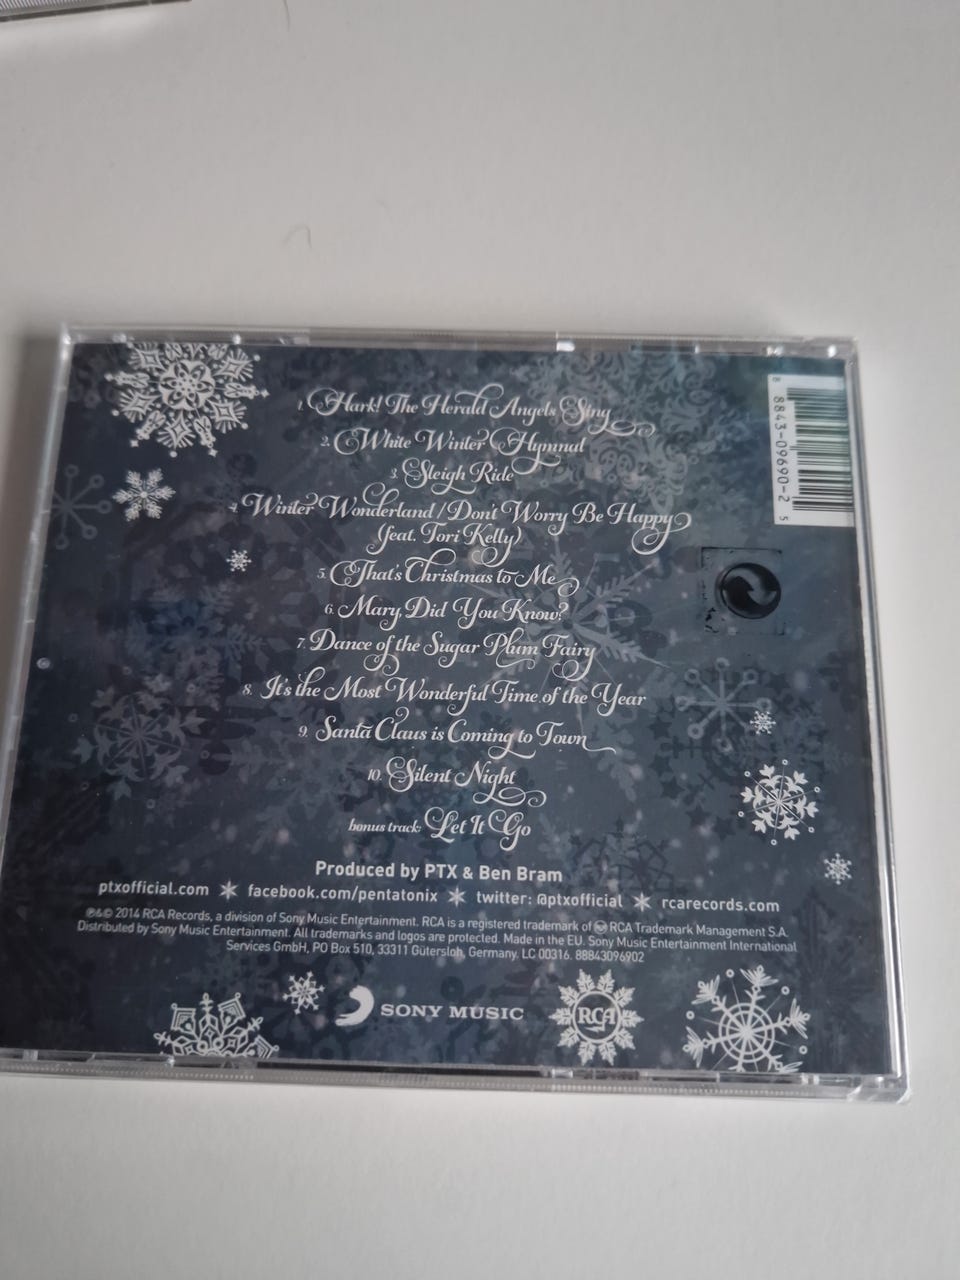 1. Hark! The Herald Angels Sing
2. White Winter Hymnal
3. Sleigh Ride
4. Winter Wonderland / Don't Worry Be Happy
(feat. Tori Kelly)
5. That's Christmas to Me
6. Mary, Did You Know?
7. Dance of the Sugar Plum Fairy
8. It's the Most Wonderful Time of the Year
9. Santa Claus is Coming to Town
10. Silent Night
bonus track: Let It Go
Produced by PTX & Ben Bram
ptxofficial.com * facebook.com/pentatonix * twitter: @ptxofficial * rcarecords.com
℗&© 2014 RCA Records, a division of Sony Music Entertainment. RCA is a registered trademark of RCA Trademark Management S.A.
Distributed by Sony Music Entertainment. All trademarks and logos are protected. Made in the EU. Sony Music Entertainment International
Services GmbH, PO Box 510, 33311 Gütersloh, Germany. LC 00316. 88843096902
SONY MUSIC
RCA
8 8843-09690-2 5